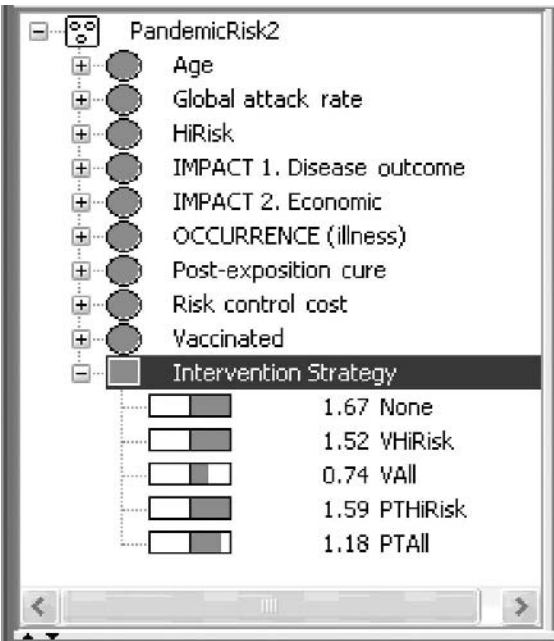 PandemicRisk2
Age
Global attack rate
HiRisk
IMPACT 1. Disease outcome
IMPACT 2. Economic
OCCURRENCE (illness)
Post-exposition cure
Risk control cost
Vaccinated
Intervention Strategy
1.67 None
1.52 VHiRisk
0.74 VAll
1.59 PTHiRisk
1.18 PTAll